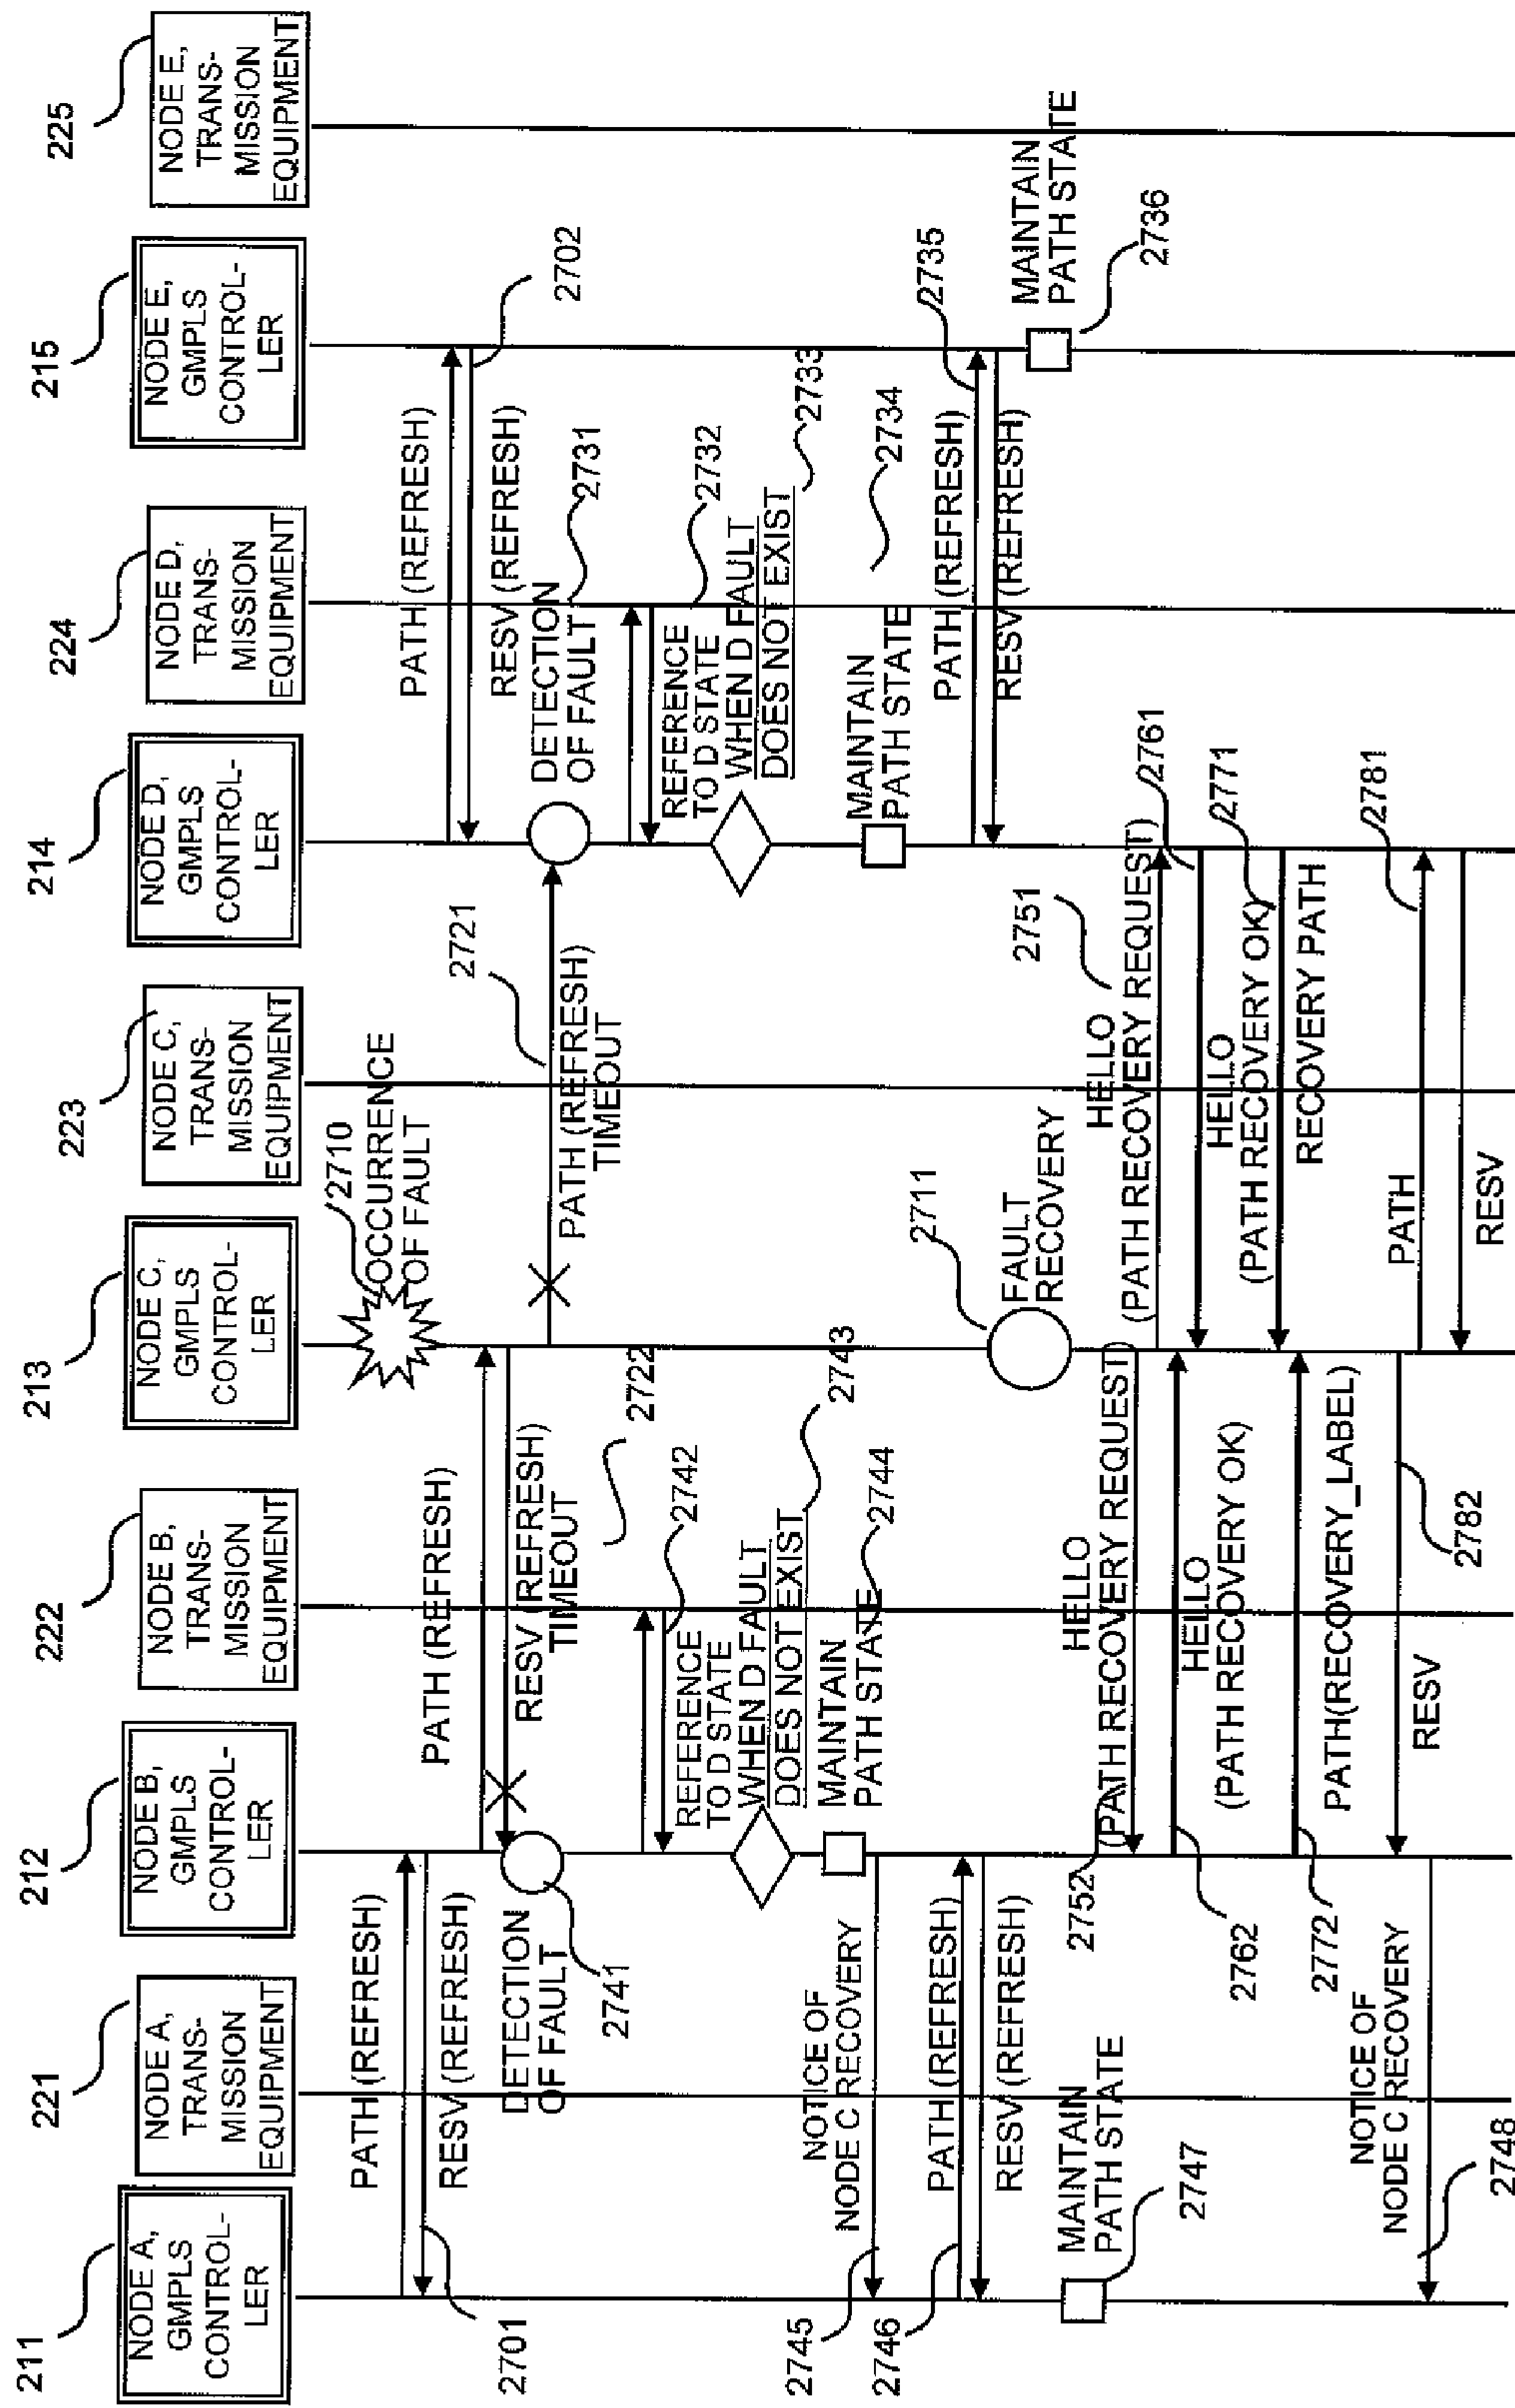 211
NODE A,
GMPLS
CONTROL-
LER
221
NODE A,
TRANS-
MISSION
EQUIPMENT
212
NODE B,
GMPLS
CONTROL-
LER
222
NODE B,
TRANS-
MISSION
EQUIPMENT
213
NODE C,
GMPLS
CONTROL-
LER
223
NODE C,
TRANS-
MISSION
EQUIPMENT
214
NODE D,
GMPLS
CONTROL-
LER
224
NODE D,
TRANS-
MISSION
EQUIPMENT
215
NODE E,
GMPLS
CONTROL-
LER
225
NODE E,
TRANS-
MISSION
EQUIPMENT
2710
OCCURRENCE
OF FAULT
PATH (REFRESH)
RESV (REFRESH)
2701
PATH (REFRESH)
RESV (REFRESH)
TIMEOUT
2722
PATH (REFRESH)
TIMEOUT
2721
PATH (REFRESH)
RESV (REFRESH)
2702
DETECTION
OF FAULT
2741
DETECTION
OF FAULT
2731
REFERENCE
TO D STATE
2742
WHEN D FAULT
DOES NOT EXIST
2743
MAINTAIN
PATH STATE
2744
REFERENCE
TO D STATE
2732
WHEN D FAULT
DOES NOT EXIST
2733
MAINTAIN
PATH STATE
2734
NOTICE OF
NODE C RECOVERY
2745
PATH (REFRESH)
RESV (REFRESH)
2746
MAINTAIN
PATH STATE
2747
PATH (REFRESH)
RESV (REFRESH)
2735
MAINTAIN
PATH STATE
2736
2711
FAULT
RECOVERY
HELLO
(PATH RECOVERY REQUEST)
2752
HELLO
(PATH RECOVERY REQUEST)
2751
HELLO
(PATH RECOVERY OK)
2762
HELLO
(PATH RECOVERY OK)
2761
PATH(RECOVERY_LABEL)
2772
RECOVERY PATH
2771
PATH
2781
RESV
RESV
2782
NOTICE OF
NODE C RECOVERY
2748